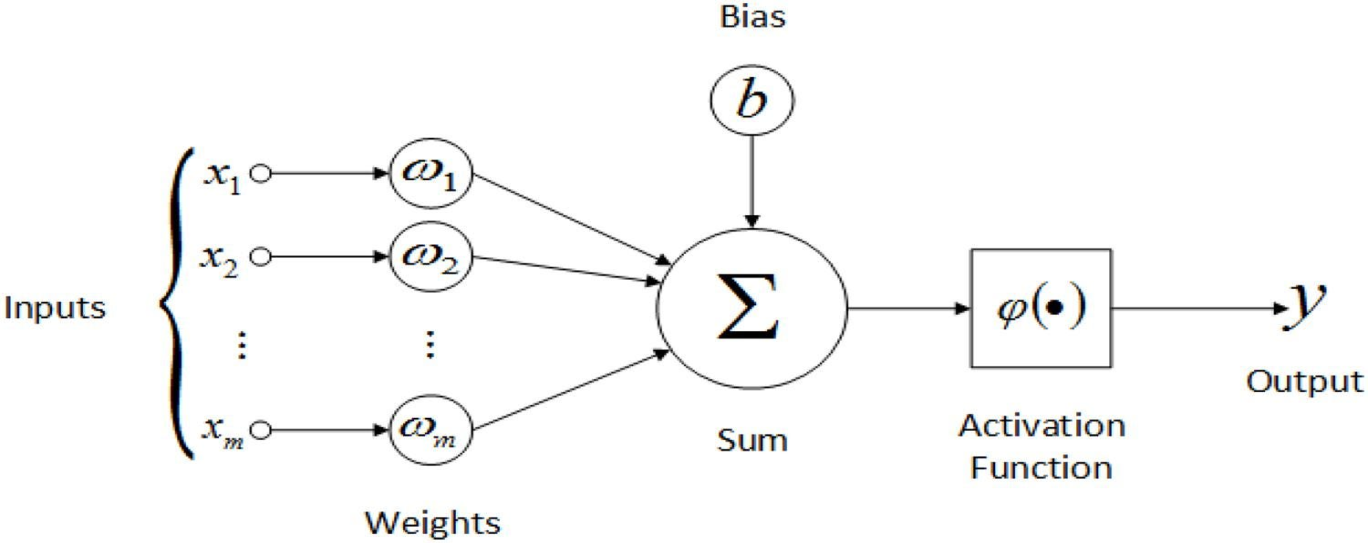 Bias
b
x₁ ω₁
x₂ ω₂
Inputs
⋮ ⋮
Σ
φ(•)
y
Output
xₘ ωₘ
Sum
Activation
Function
Weights